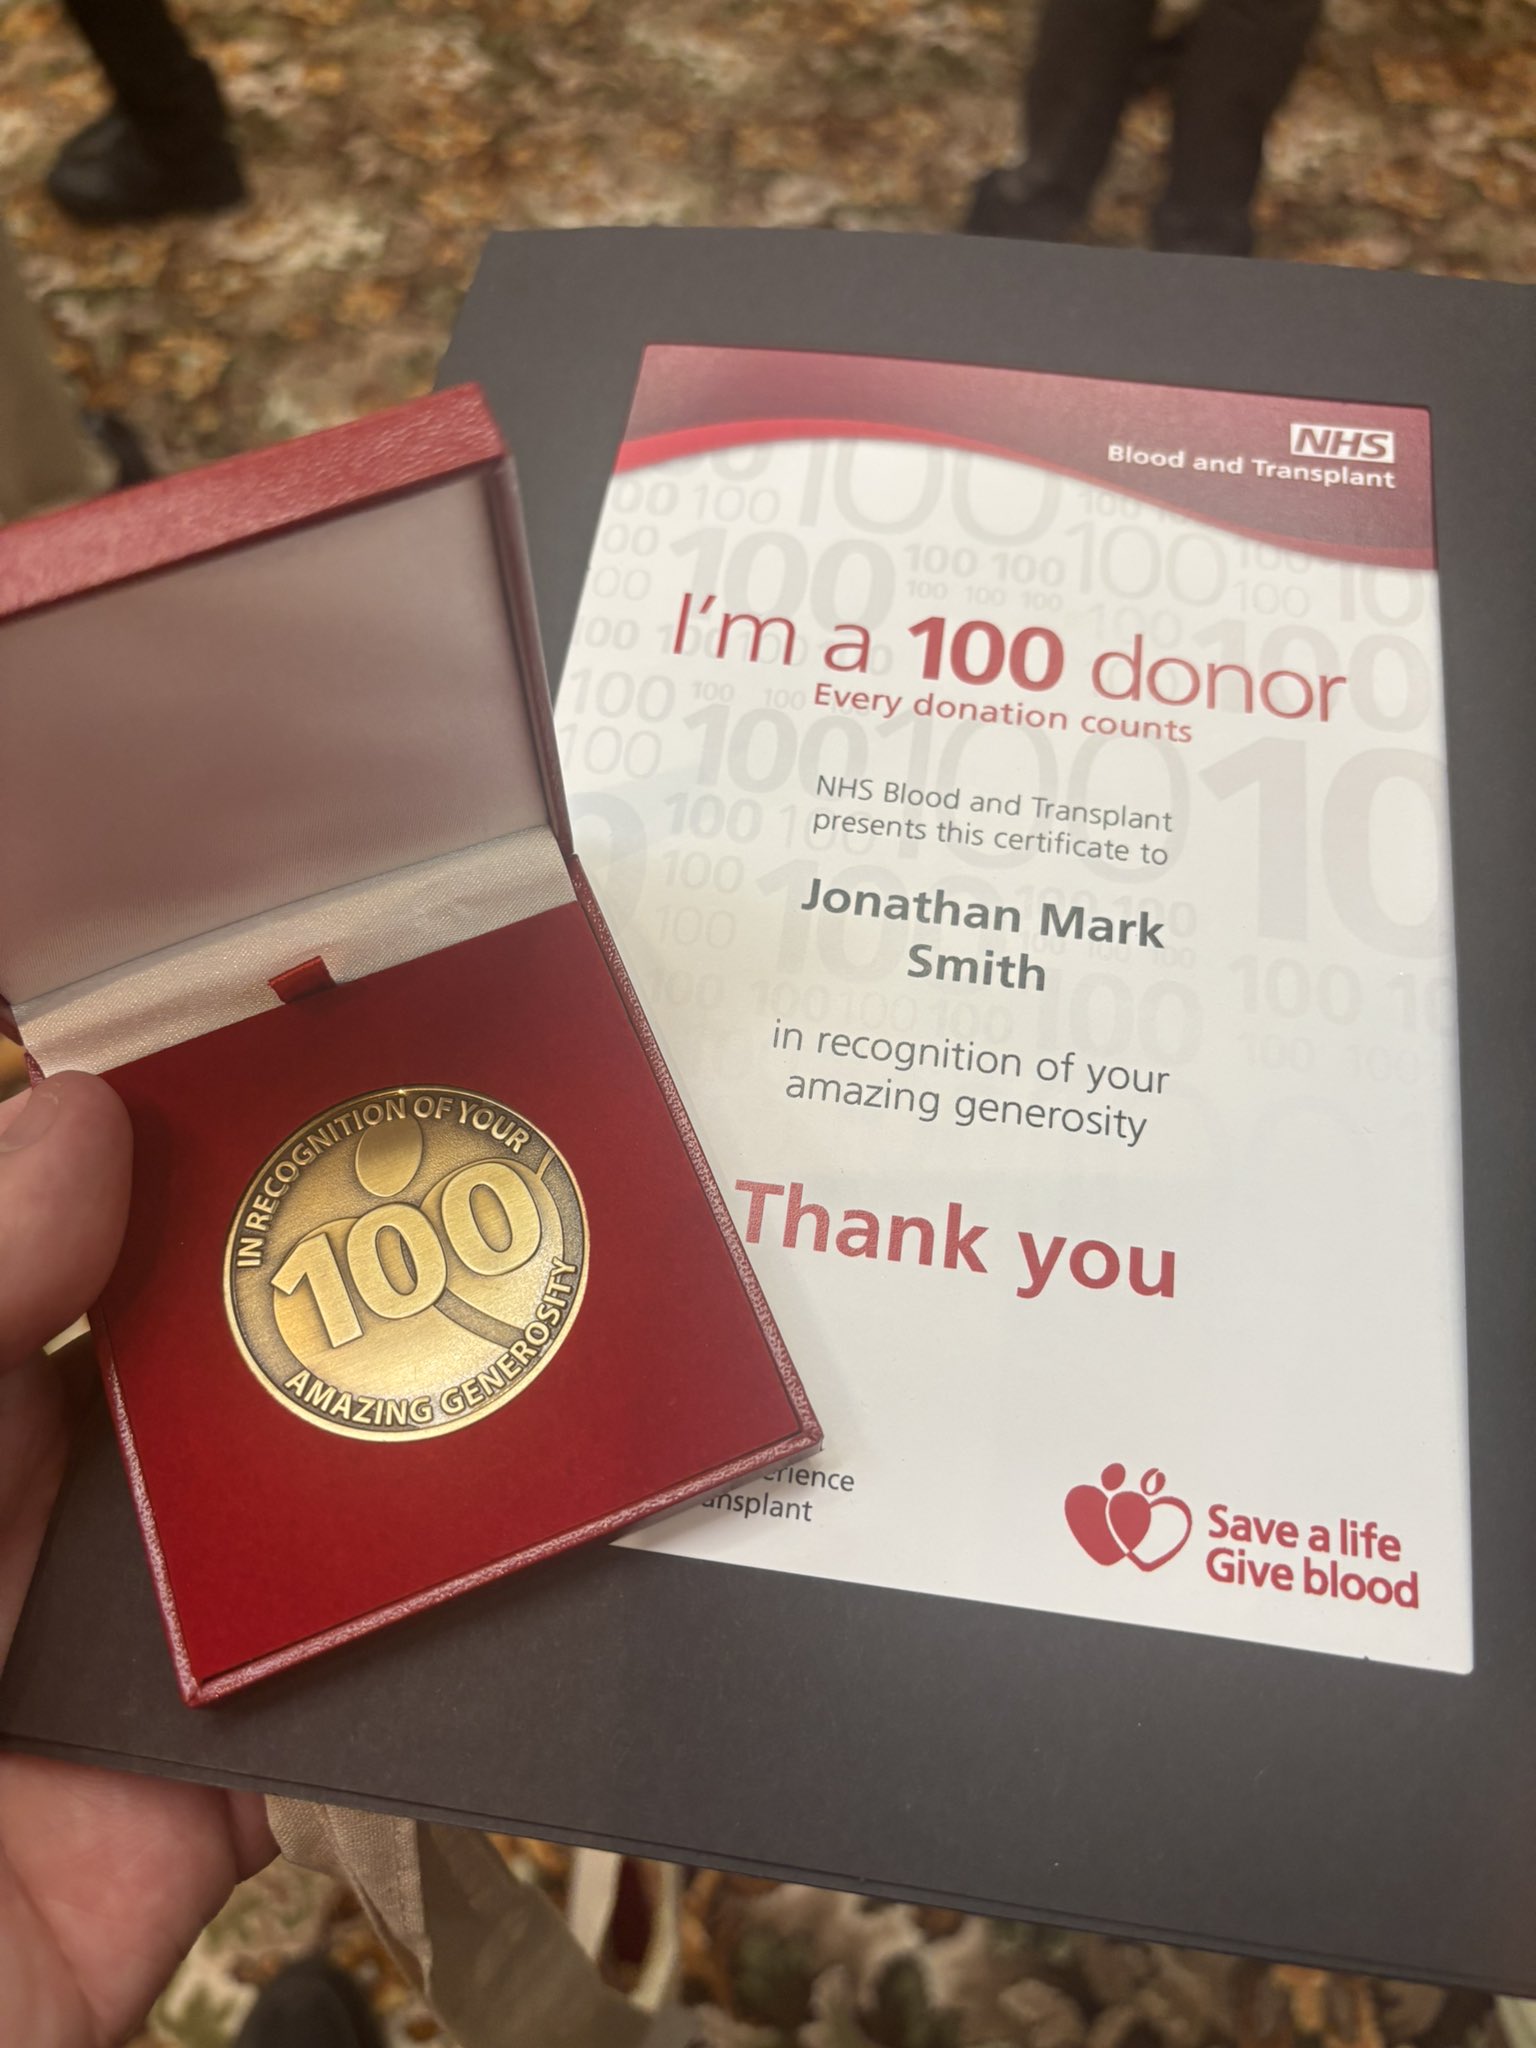 NHS
Blood and Transplant
I'm a 100 donor
Every donation counts
NHS Blood and Transplant
presents this certificate to
Jonathan Mark
Smith
in recognition of your
amazing generosity
Thank you
Save a life
Give blood
IN RECOGNITION OF YOUR
100
AMAZING GENEROSITY